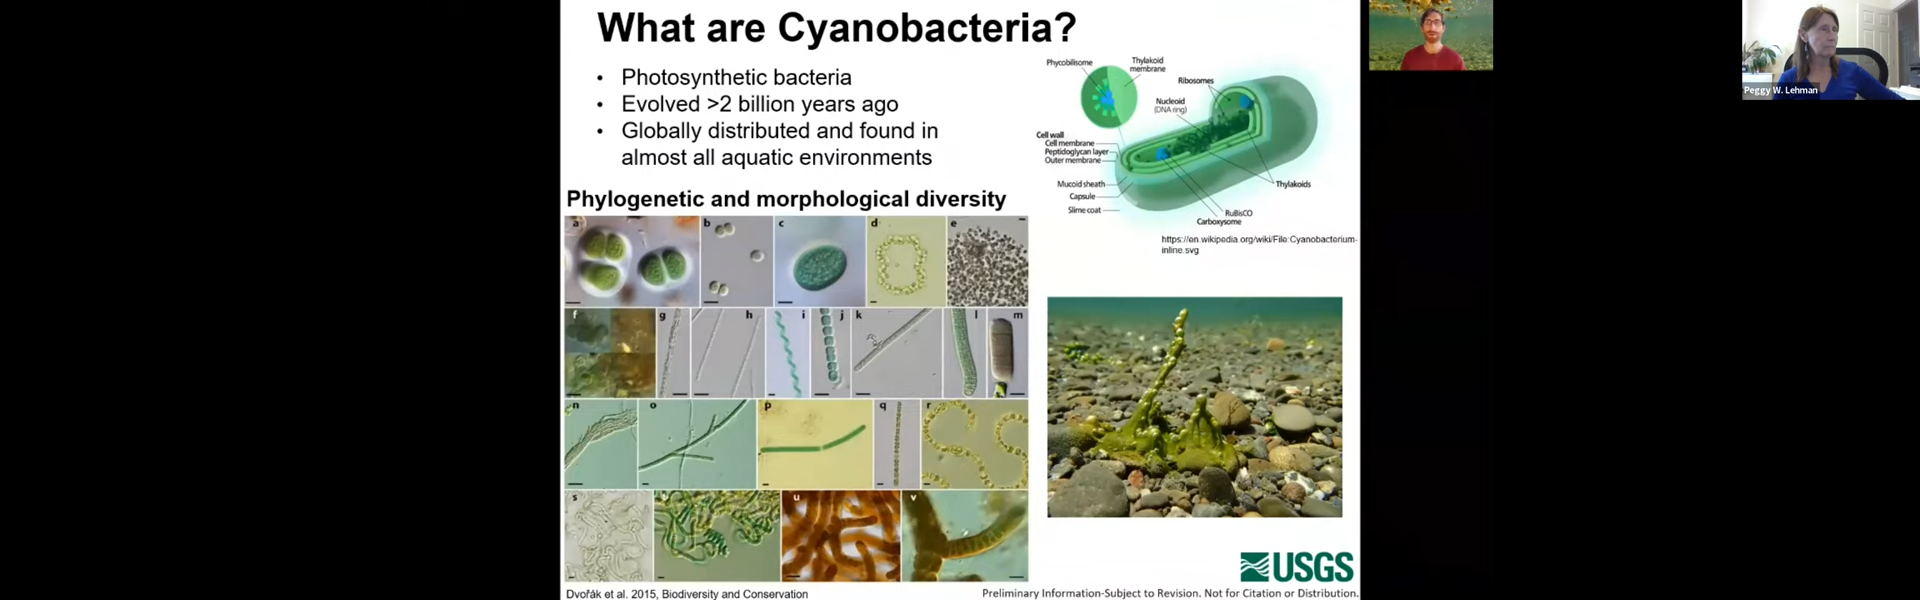 What are Cyanobacteria?
• Photosynthetic bacteria
• Evolved >2 billion years ago
• Globally distributed and found in
almost all aquatic environments
Phylogenetic and morphological diversity
a b c d e
f g h i j k l m
n o p q r
s u v
Dvořák et al. 2015, Biodiversity and Conservation
Phycobilisome
Thylakoid
membrane
Ribosomes
Nucleoid
(DNA ring)
Cell wall
Cell membrane
Peptidoglycan layer
Outer membrane
Mucoid sheath
Capsule
Slime coat
Thylakoids
RuBisCO
Carboxysome
https://en.wikipedia.org/wiki/File:Cyanobacterium-
inline.svg
USGS
Preliminary Information-Subject to Revision. Not for Citation or Distribution.
Peggy W. Lehman